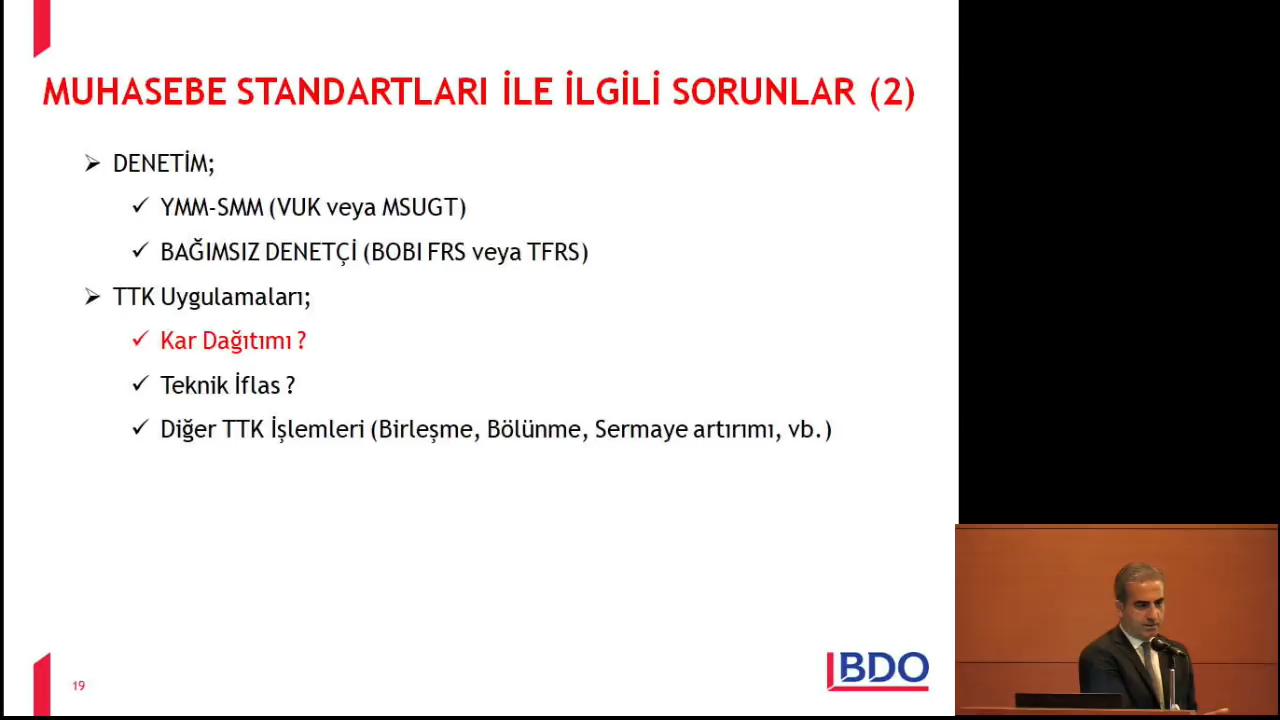 MUHASEBE STANDARTLARI İLE İLGİLİ SORUNLAR (2)
DENETİM;
YMM-SMM (VUK veya MSUGT)
BAĞIMSIZ DENETÇİ (BOBI FRS veya TFRS)
TTK Uygulamaları;
Kar Dağıtımı ?
Teknik İflas ?
Diğer TTK İşlemleri (Birleşme, Bölünme, Sermaye artırımı, vb.)
19
BDO